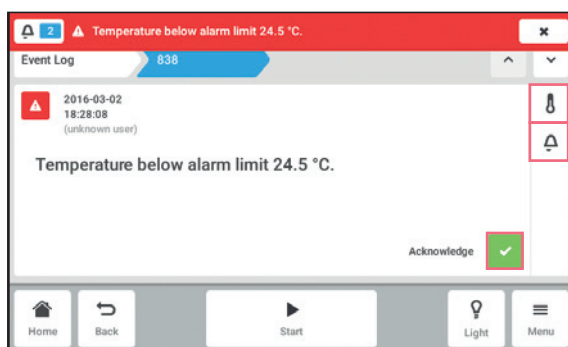 2 Temperature below alarm limit 24.5 °C.
Event Log 838
2016-03-02
18:28:08
(unknown user)
Temperature below alarm limit 24.5 °C.
Acknowledge
Home Back Start Light Menu